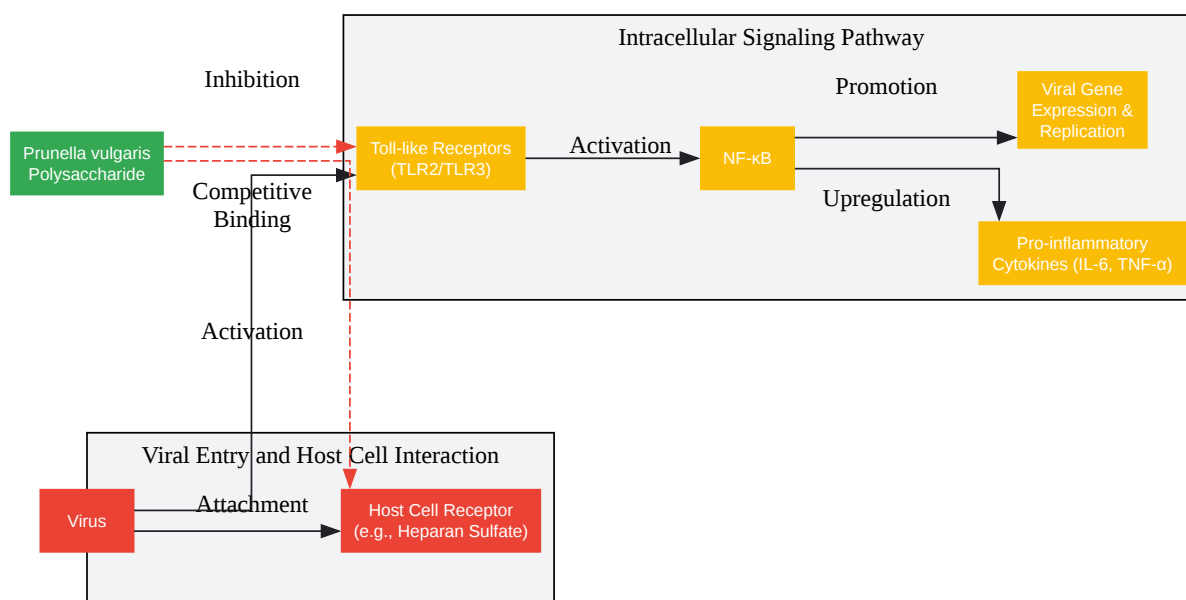 Intracellular Signaling Pathway
Inhibition
Promotion
Viral Gene
Expression &
Replication
Prunella vulgaris
Polysaccharide
Toll-like Receptors
(TLR2/TLR3)
Activation
NF-κB
Competitive
Binding
Upregulation
Pro-inflammatory
Cytokines (IL-6, TNF-α)
Activation
Viral Entry and Host Cell Interaction
Virus
Attachment
Host Cell Receptor
(e.g., Heparan Sulfate)